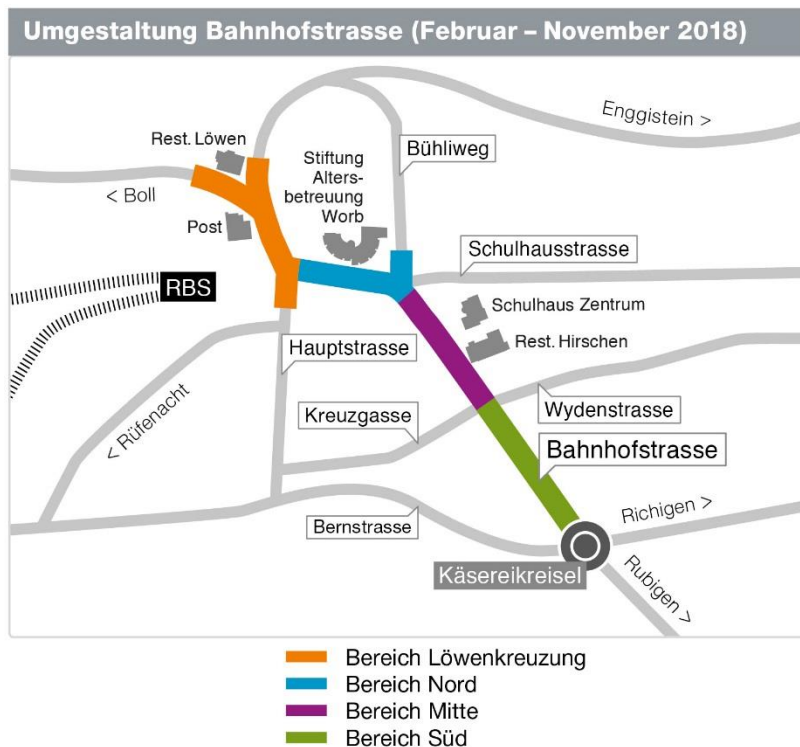 Umgestaltung Bahnhofstrasse (Februar – November 2018)
Enggistein >
Rest. Löwen
Stiftung
Alters-
betreuung
Worb
Bühliweg
< Boll
Post
Schulhausstrasse
RBS
Schulhaus Zentrum
Rest. Hirschen
Hauptstrasse
Kreuzgasse
Wydenstrasse
< Rüfenacht
Bahnhofstrasse
Bernstrasse
Richigen >
Käsereikreisel
Rubigen >
Bereich Löwenkreuzung
Bereich Nord
Bereich Mitte
Bereich Süd